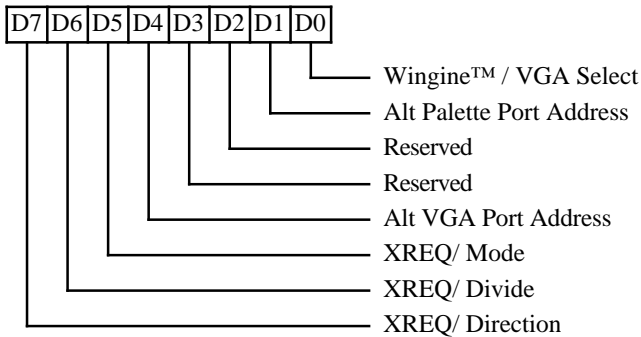 D7 D6 D5 D4 D3 D2 D1 D0
Wingine™ / VGA Select
Alt Palette Port Address
Reserved
Reserved
Alt VGA Port Address
XREQ/ Mode
XREQ/ Divide
XREQ/ Direction